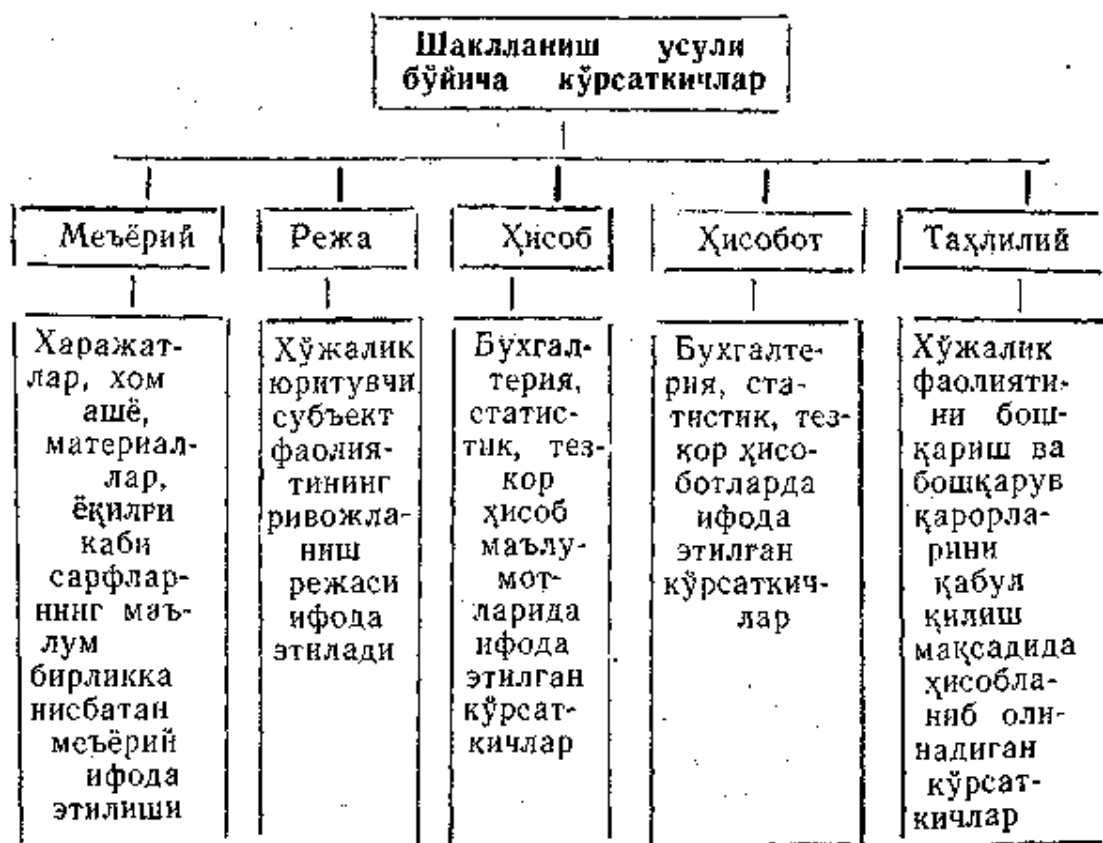 Шаклланиш усули
бўйича кўрсаткичлар
Меъёрий
Режа
Ҳисоб
Ҳисобот
Таҳлилий
Харажат-
лар, хом
ашё,
материал-
лар,
ёқилғи
каби
сарфлар-
нинг маъ-
лум
бирликка
нисбатан
меъёрий
ифода
этилиши
Хўжалик
юритувчи
субъект
фаолия-
тининг
ривожла-
ниш
режаси
ифода
этилади
Бухгал-
терия,
статис-
тик, тез-
кор
ҳисоб
маълу-
мот-
ларида
ифода
этилган
кўрсат-
кичлар
Бухгалте-
рия, ста-
тистик, тез-
кор ҳисо-
ботларда
ифода
этилган
кўрсаткич-
лар
Хўжалик
фаолияти-
ни бош-
қариш ва
бошқарув
қарорла-
рини
қабул
қилиш
мақсадида
ҳисобла-
ниб оли-
надиган
кўрсат-
кичлар